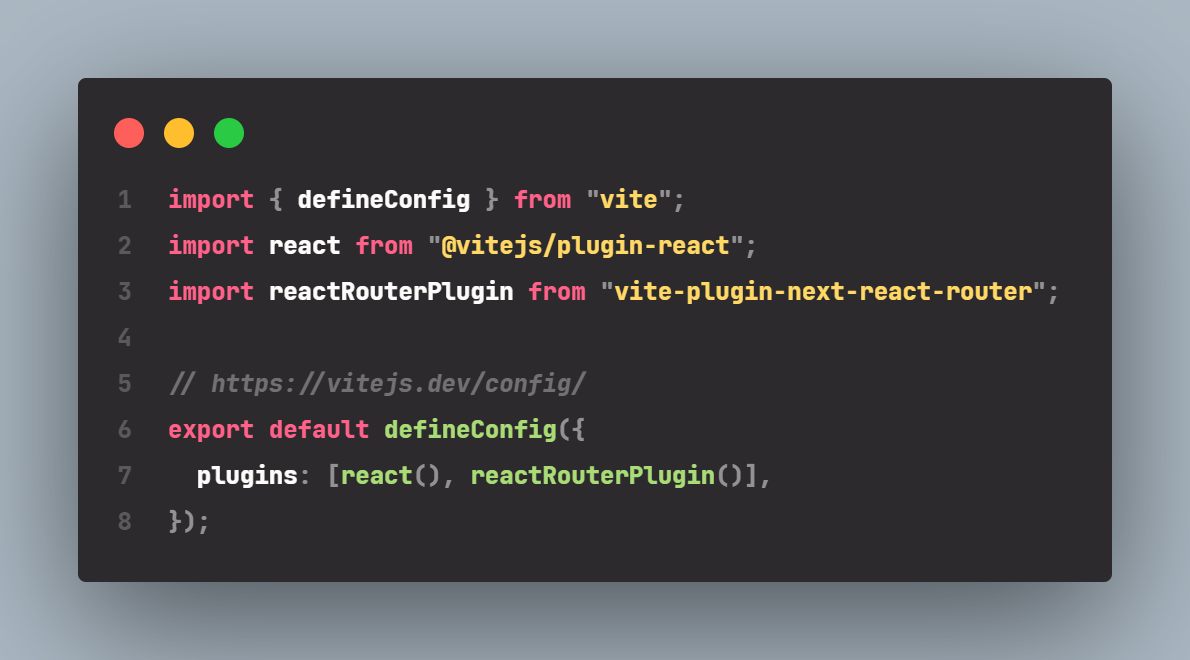 1 import { defineConfig } from "vite";
2 import react from "@vitejs/plugin-react";
3 import reactRouterPlugin from "vite-plugin-next-react-router";
4
5 // https://vitejs.dev/config/
6 export default defineConfig({
7   plugins: [react(), reactRouterPlugin()],
8 });